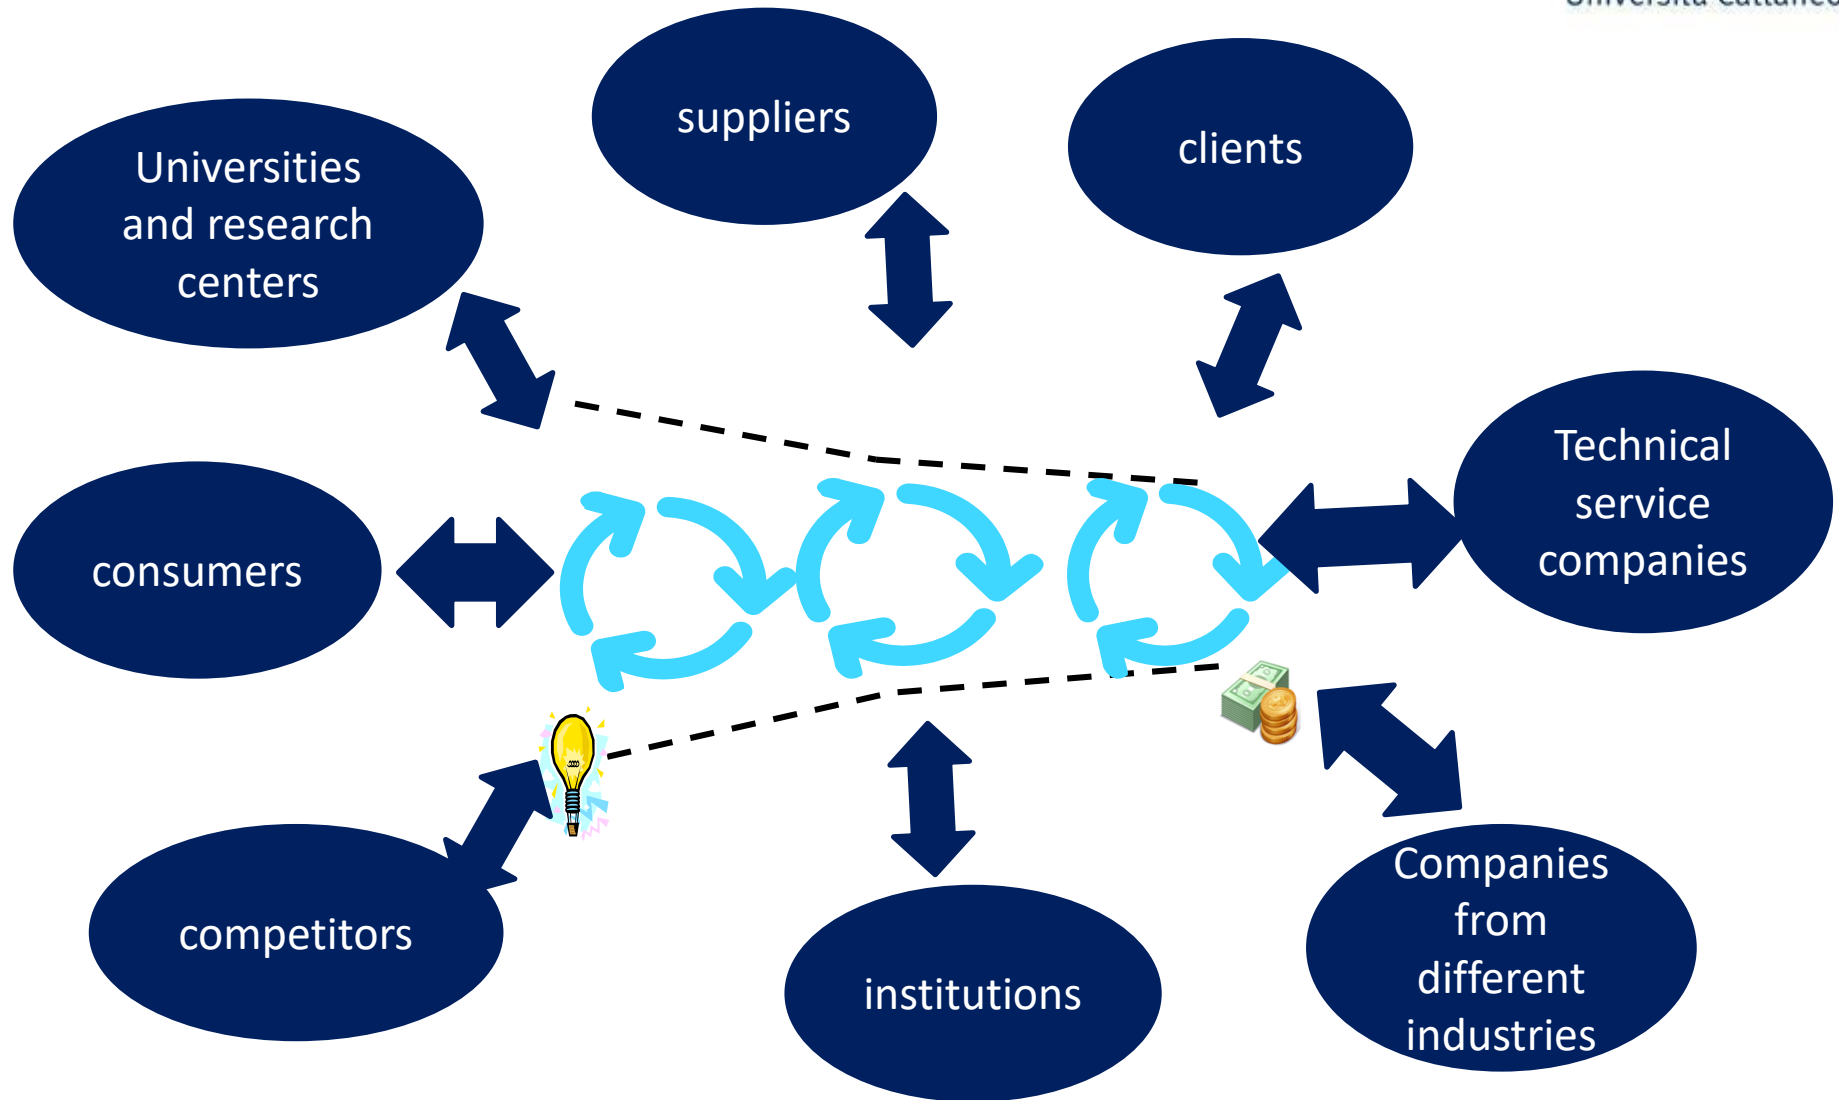 suppliers
clients
Universities
and research
centers
Technical
service
companies
consumers
competitors
institutions
Companies
from
different
industries